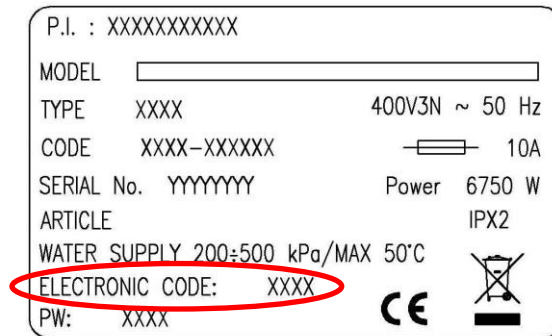 P.I. : XXXXXXXXXXX
MODEL
TYPE XXXX 400V3N ~ 50 Hz
CODE XXXX-XXXXXX 10A
SERIAL No. YYYYYYYY Power 6750 W
ARTICLE IPX2
WATER SUPPLY 200÷500 kPa/MAX 50°C
ELECTRONIC CODE: XXXX
PW: XXXX CE